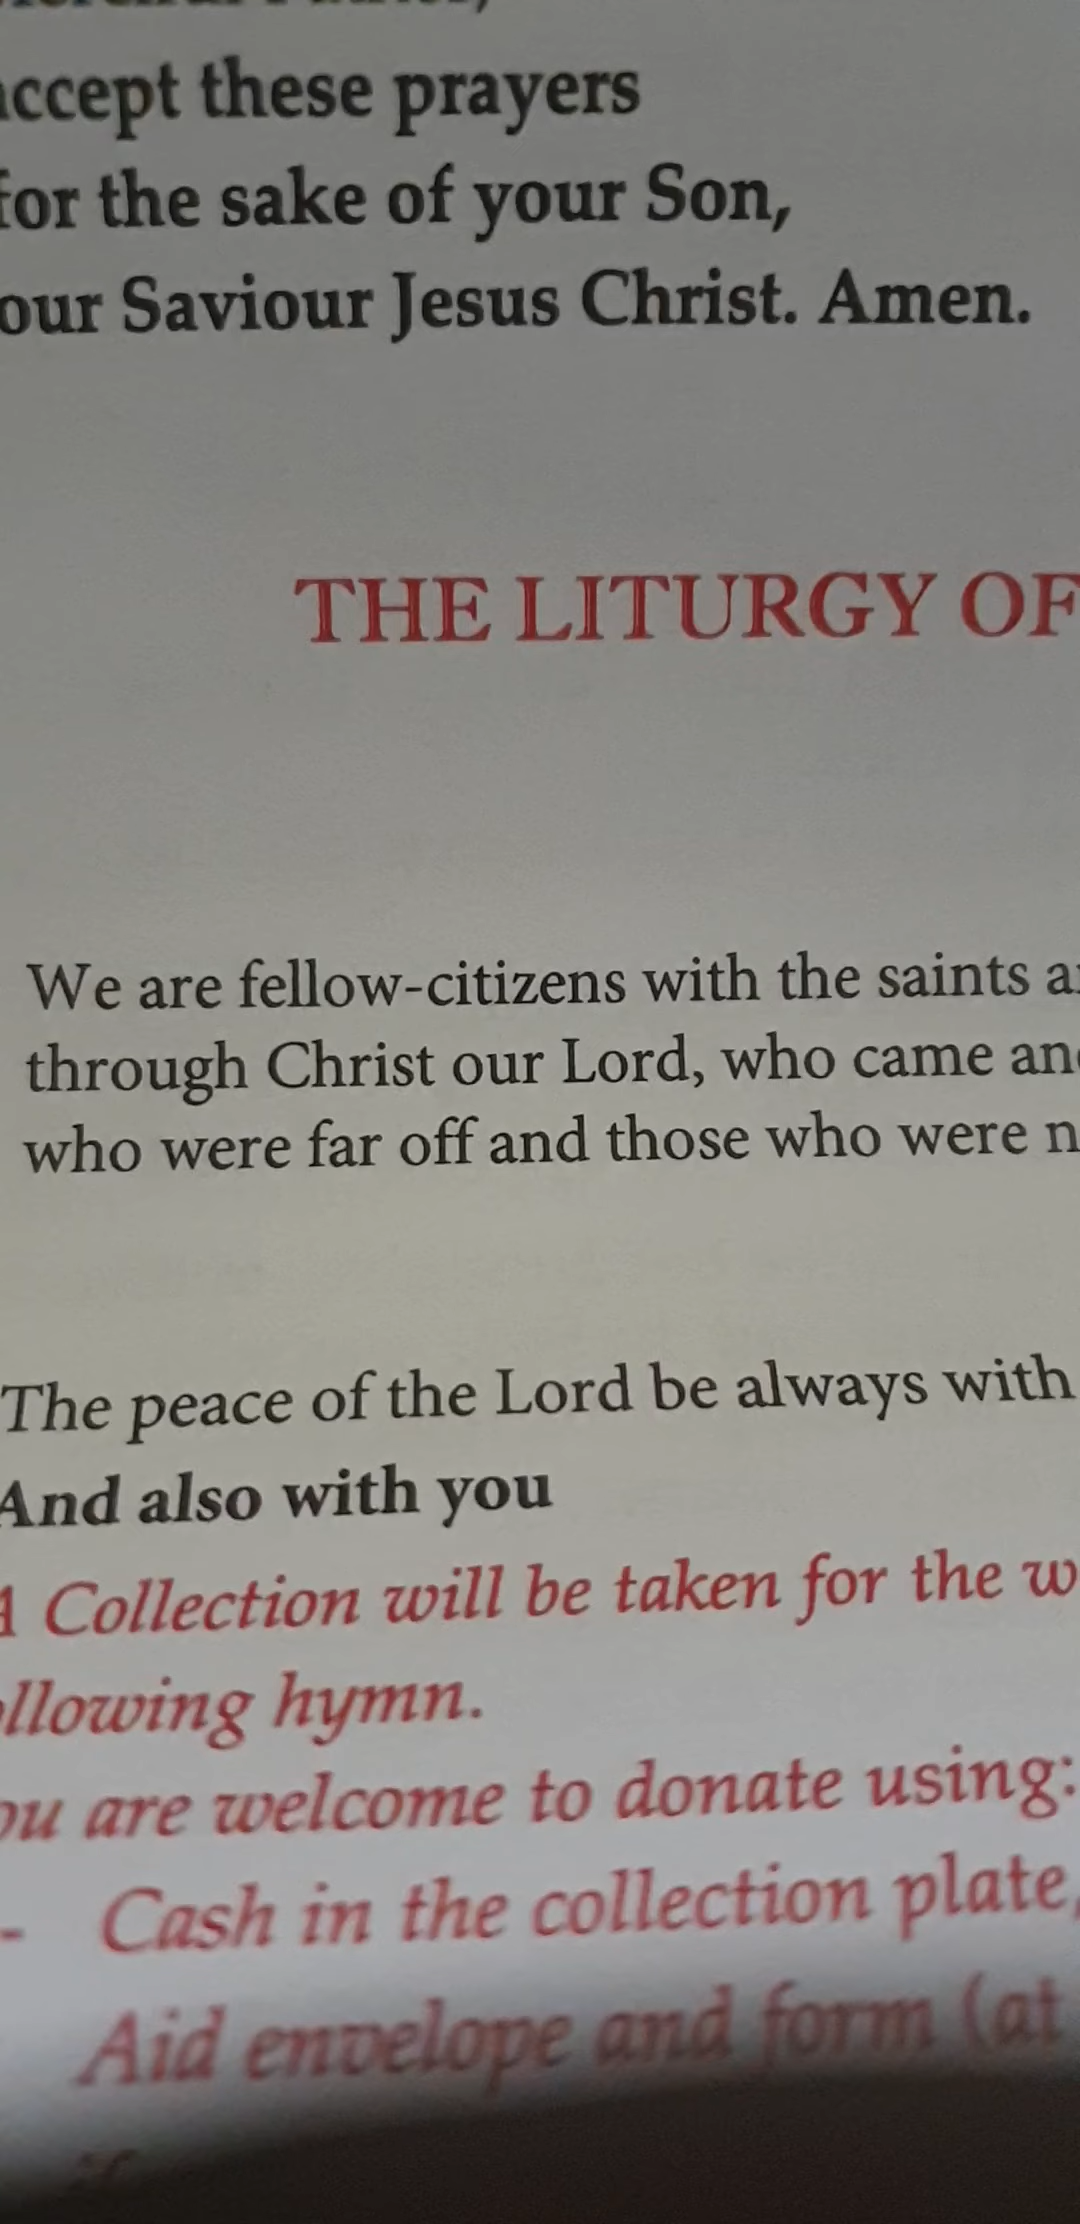 accept these prayers
for the sake of your Son,
our Saviour Jesus Christ. Amen.
THE LITURGY OF
We are fellow-citizens with the saints
through Christ our Lord, who came
who were far off and those who were
The peace of the Lord be always with
And also with you
A Collection will be taken for the
following hymn.
are welcome to donate using:
- Cash in the collection plate,
Aid envelope and form (at